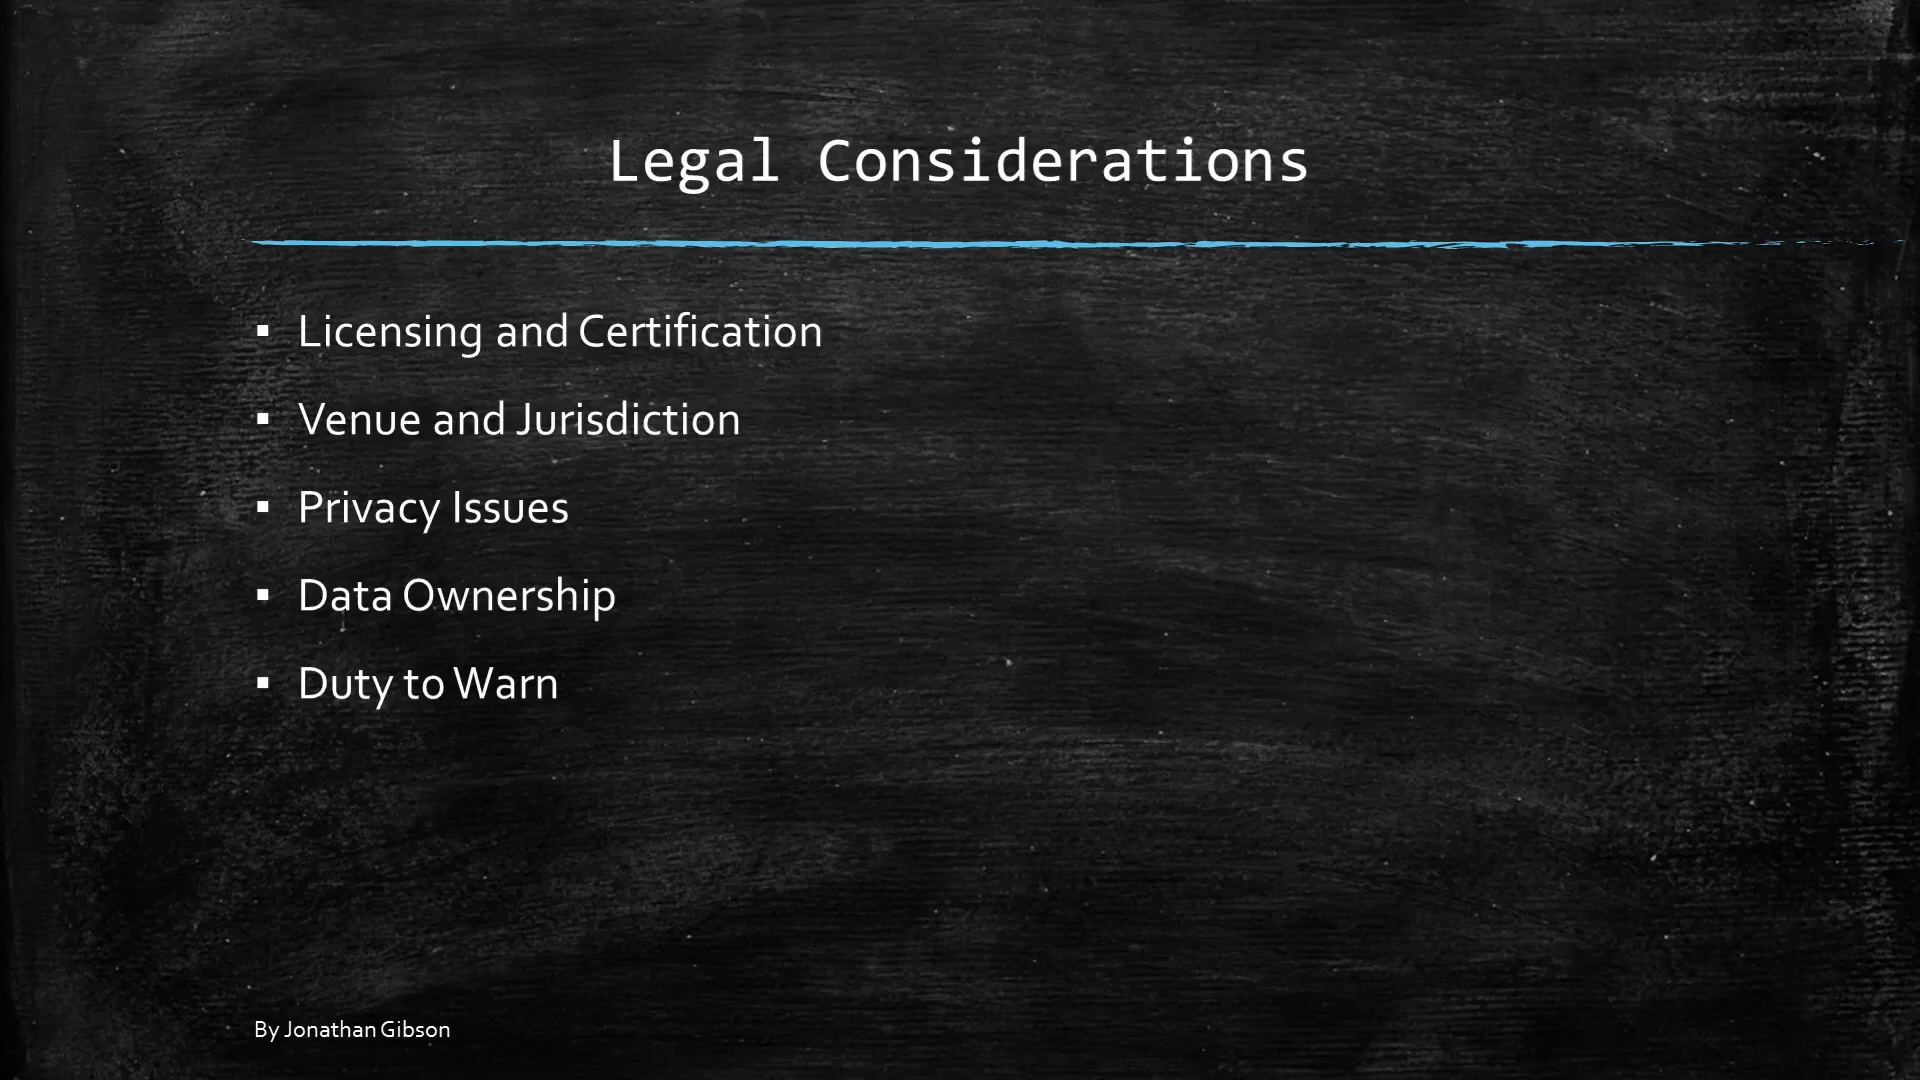 Legal Considerations
▪ Licensing and Certification
▪ Venue and Jurisdiction
▪ Privacy Issues
▪ Data Ownership
▪ Duty to Warn
By Jonathan Gibson